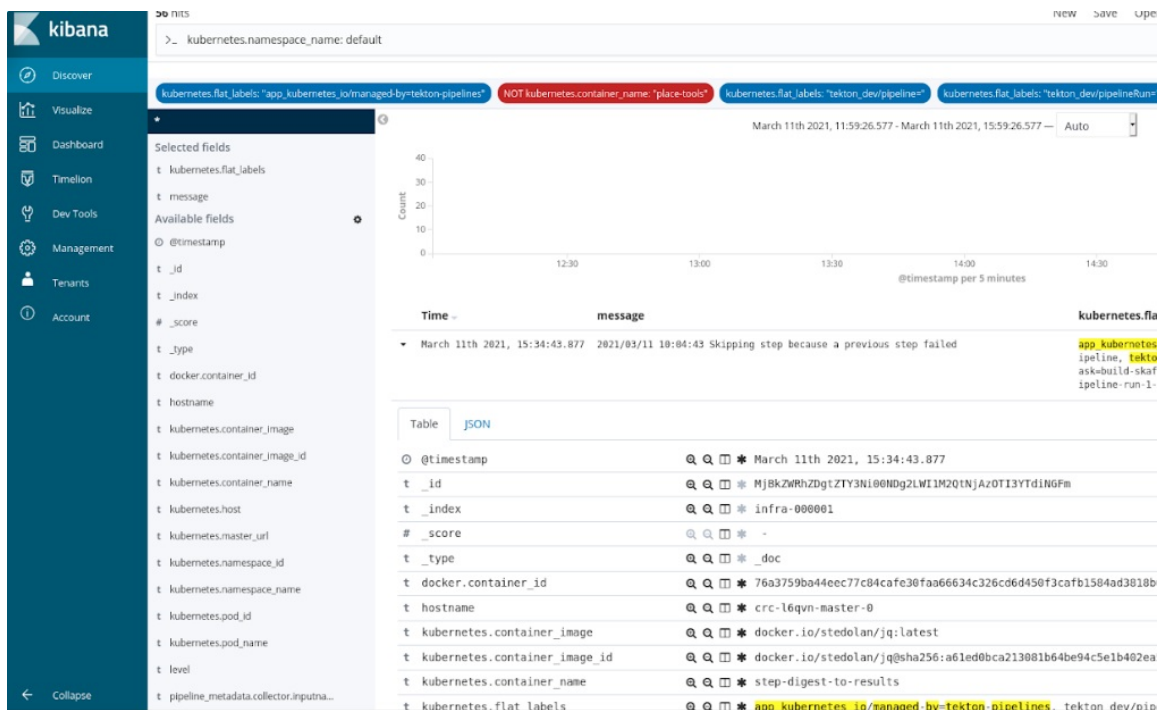 56 hits
New Save Ope
kibana
>_ kubernetes.namespace_name: default
Discover
Visualize
Dashboard
Timelion
Dev Tools
Management
Tenants
Account
Collapse
kubernetes.flat_labels: "app_kubernetes_io/managed-by=tekton-pipelines"
NOT kubernetes.container_name: "place-tools"
kubernetes.flat_labels: "tekton_dev/pipeline="
kubernetes.flat_labels: "tekton_dev/pipelineRun=
*
Selected fields
t kubernetes.flat_labels
t message
Available fields
@timestamp
t _id
t _index
# _score
t _type
t docker.container_id
t hostname
t kubernetes.container_image
t kubernetes.container_image_id
t kubernetes.container_name
t kubernetes.host
t kubernetes.master_url
t kubernetes.namespace_id
t kubernetes.namespace_name
t kubernetes.pod_id
t kubernetes.pod_name
t level
t pipeline_metadata.collector.inputna...
March 11th 2021, 11:59:26.577 - March 11th 2021, 15:59:26.577 — Auto
Count
40
30
20
10
0
12:30 13:00 13:30 14:00 14:30
@timestamp per 5 minutes
Time message kubernetes.fla
March 11th 2021, 15:34:43.877 2021/03/11 10:04:43 Skipping step because a previous step failed
app_kubernetes
ipeline, tekto
ask=build-skaf
ipeline-run-1-
Table JSON
@timestamp March 11th 2021, 15:34:43.877
t _id
t _index infra-000001
# _score -
t _type _doc
t docker.container_id
t hostname crc-l6qvn-master-0
t kubernetes.container_image docker.io/stedolan/jq:latest
t kubernetes.container_image_id docker.io/stedolan/jq@sha256:a61ed0bca213081b64be94c5e1b402ea
t kubernetes.container_name step-digest-to-results
t kubernetes.flat_labels app_kubernetes_io/managed-by=tekton-pipelines, tekton_dev/pipe